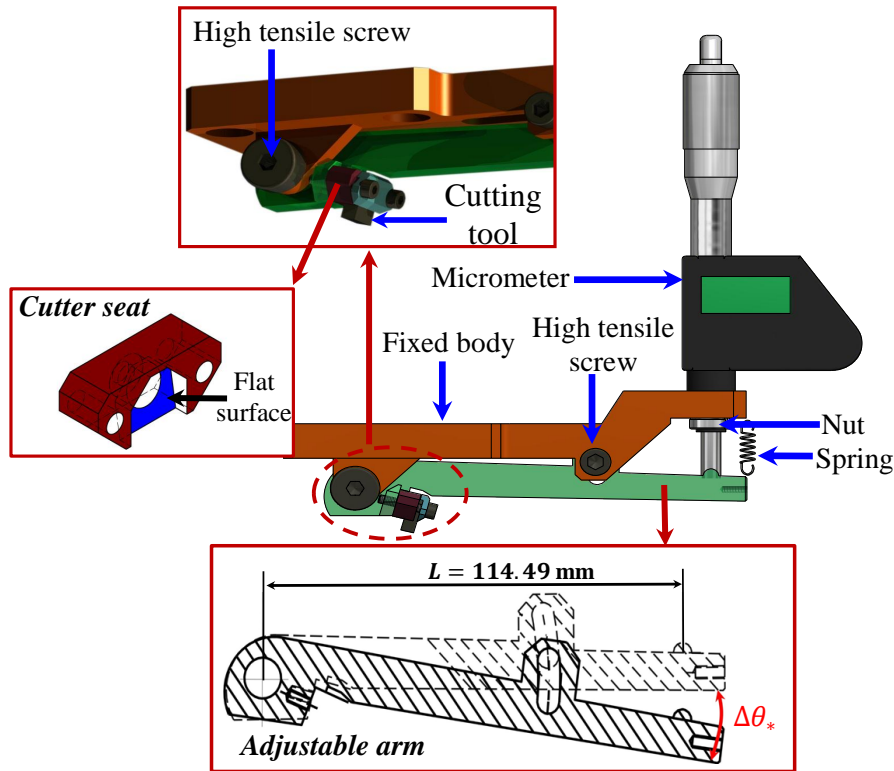 High tensile screw
Cutting
tool
Micrometer
Cutter seat
Flat
surface
Fixed body
High tensile
screw
Nut
Spring
L = 114.49 mm
Δθ*
Adjustable arm